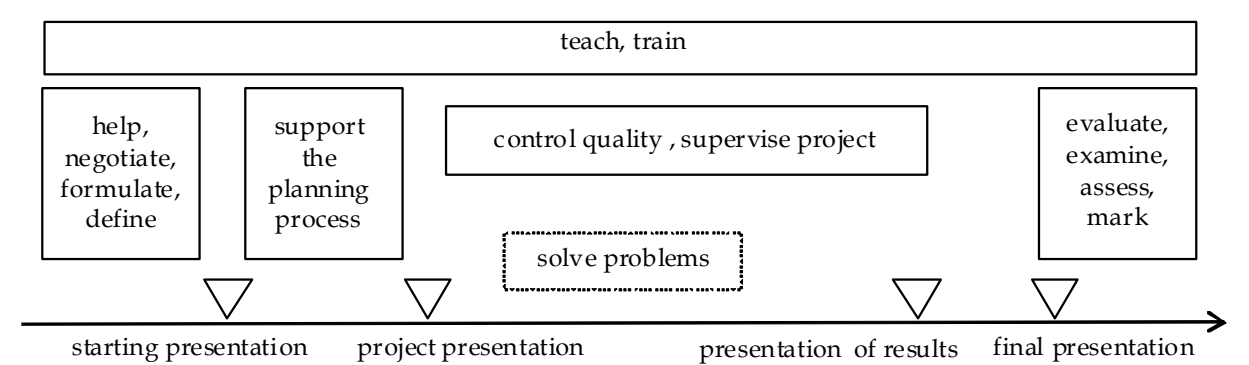 teach, train
help,
negotiate,
formulate,
define
support
the
planning
process
control quality , supervise project
evaluate,
examine,
assess,
mark
solve problems
starting presentation
project presentation
presentation of results
final presentation